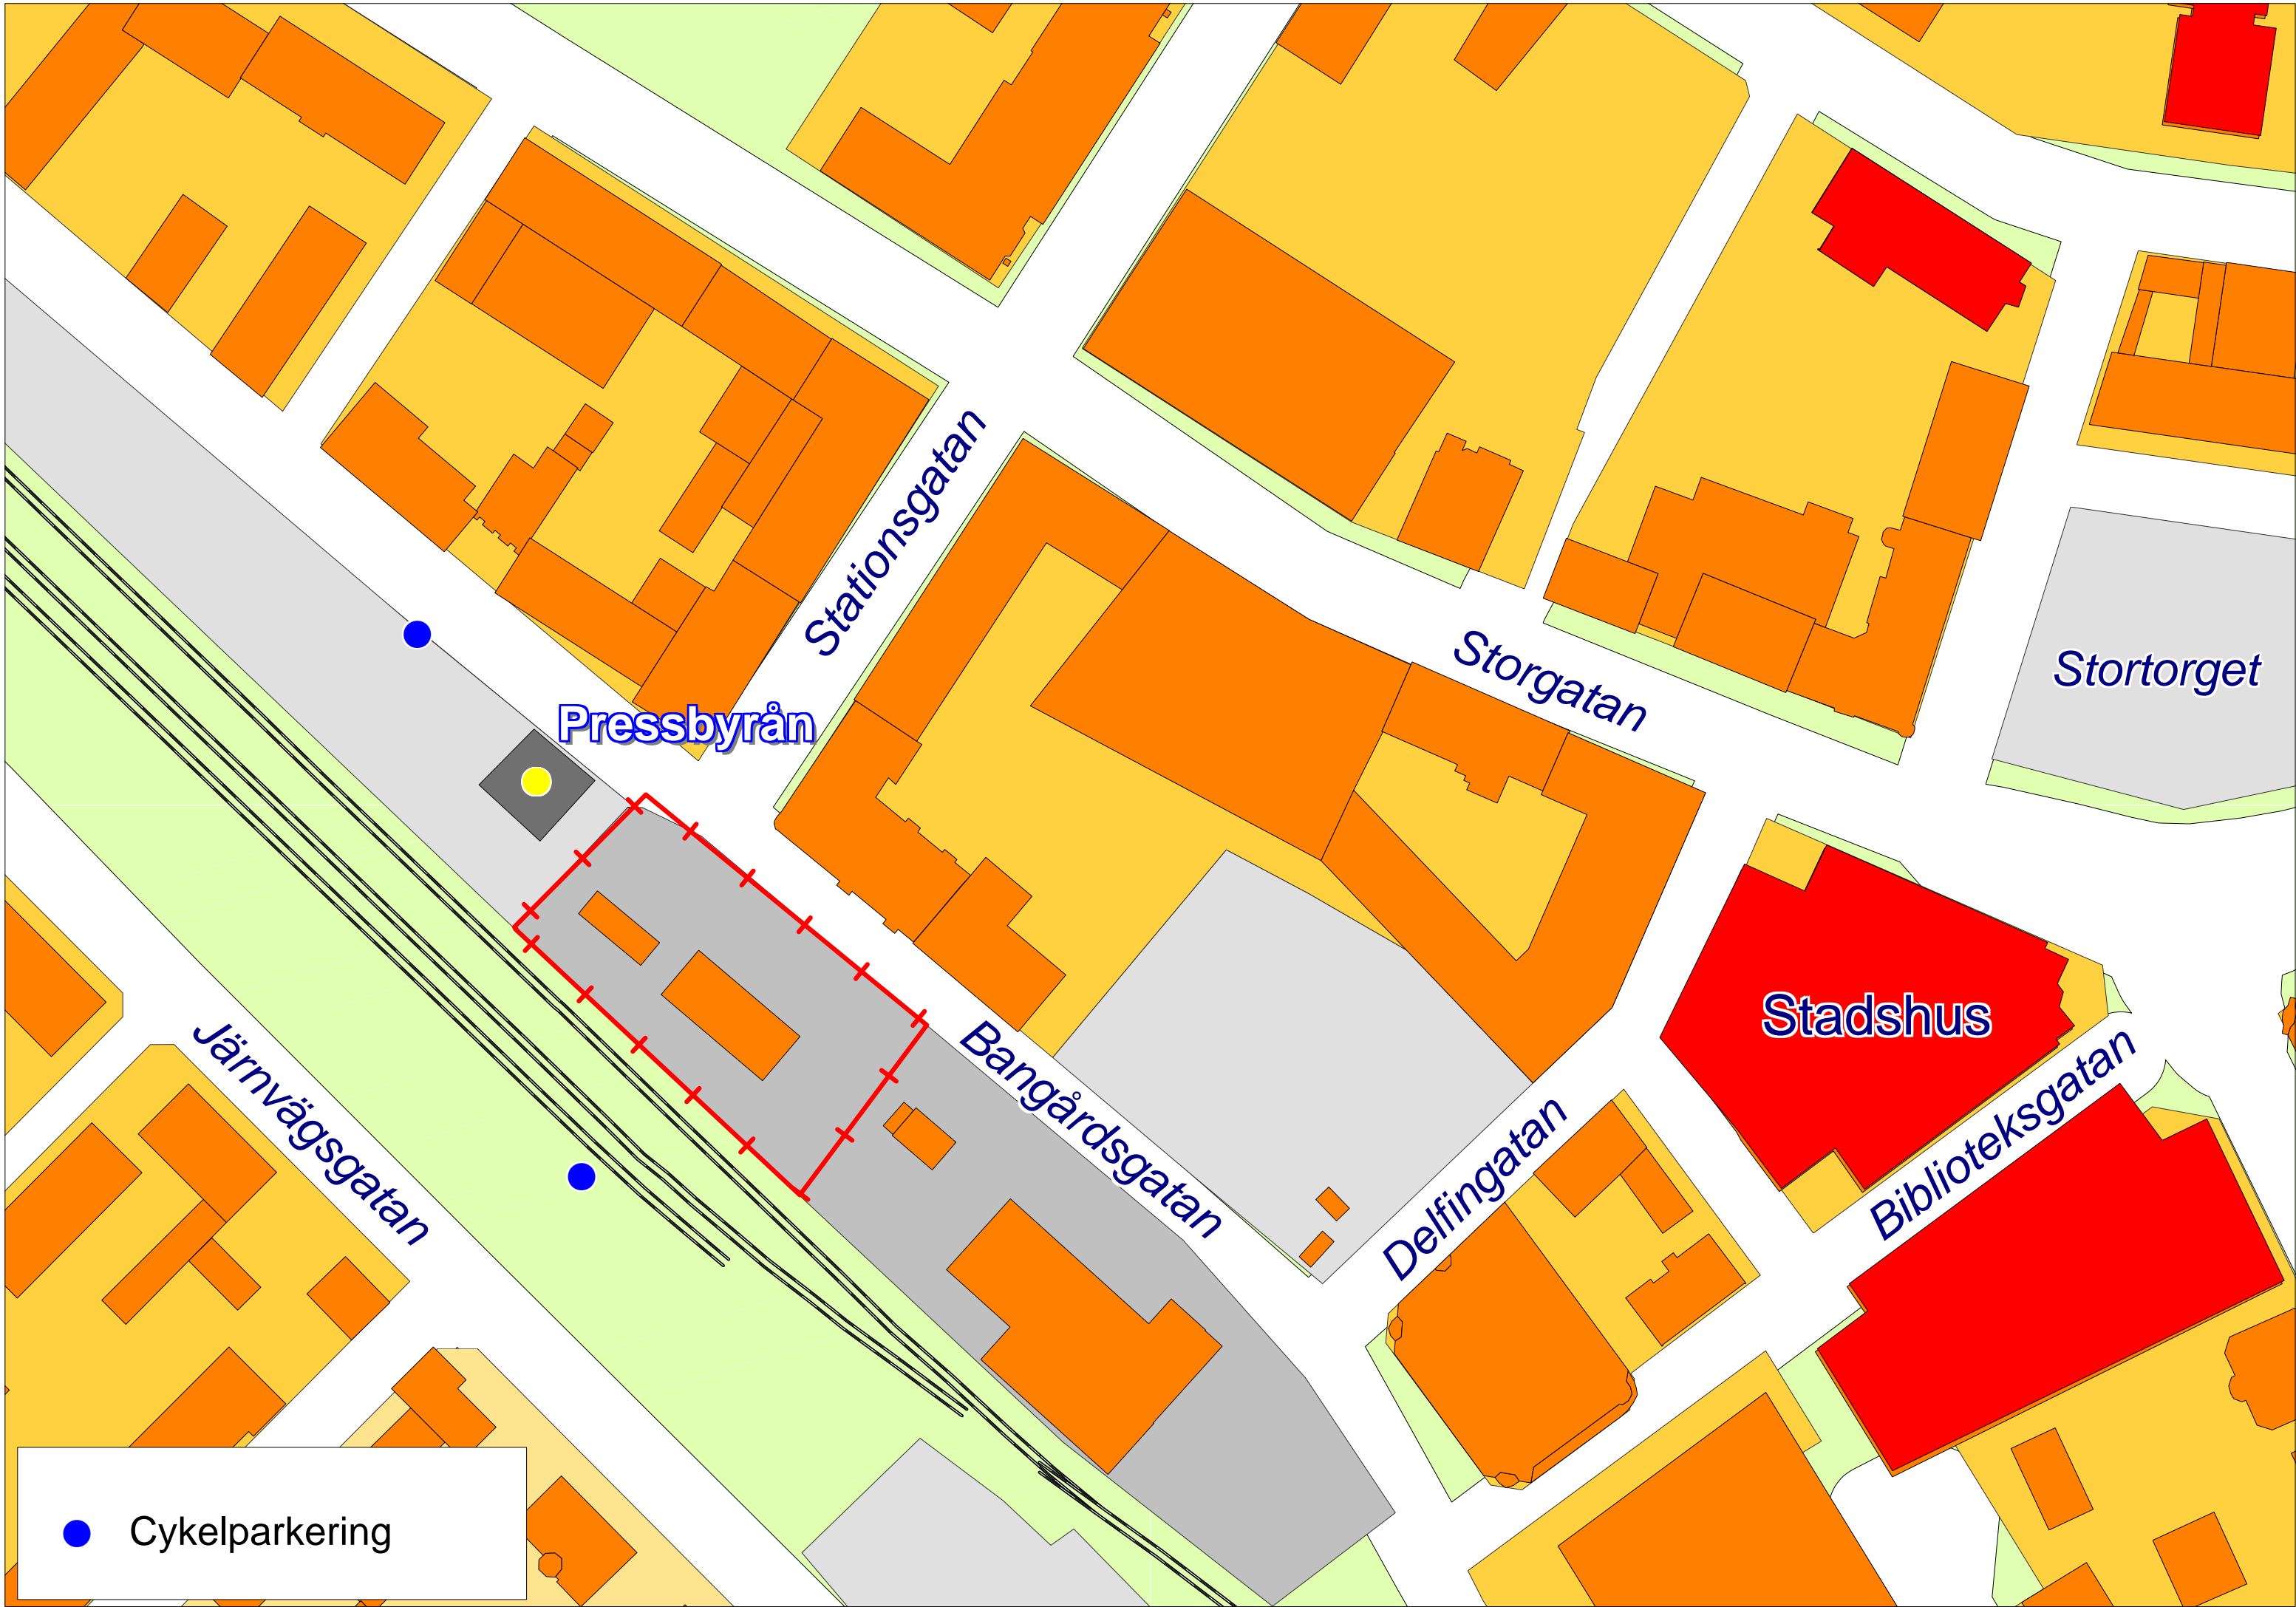 Stationsgatan
Storgatan
Stortorget
Pressbyrån
Stadshus
Järnvägsgatan
Bangårdsgatan
Delfingatan
Biblioteksgatan
Cykelparkering